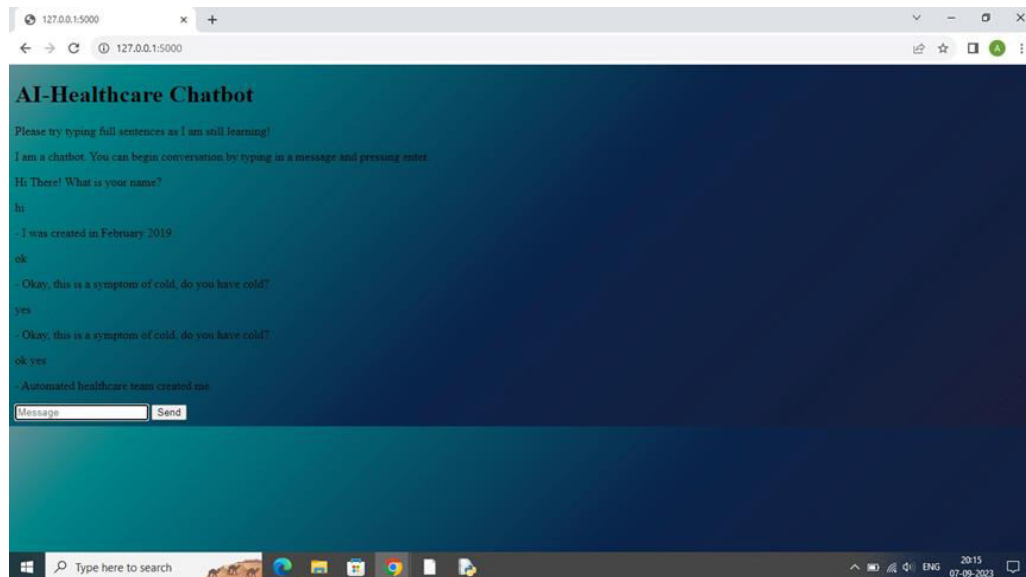 127.0.0.1:5000
127.0.0.1:5000
A
AI-Healthcare Chatbot
Please try typing full sentences as I am still learning!
I am a chatbot. You can begin conversation by typing in a message and pressing enter.
Hi There! What is your name?
hi
- I was created in February 2019
ok
- Okay, this is a symptom of cold, do you have cold?
yes
- Okay, this is a symptom of cold, do you have cold?
ok yes
- Automated healthcare team created me
Message Send
Type here to search
ENG
20:15
07-09-2023